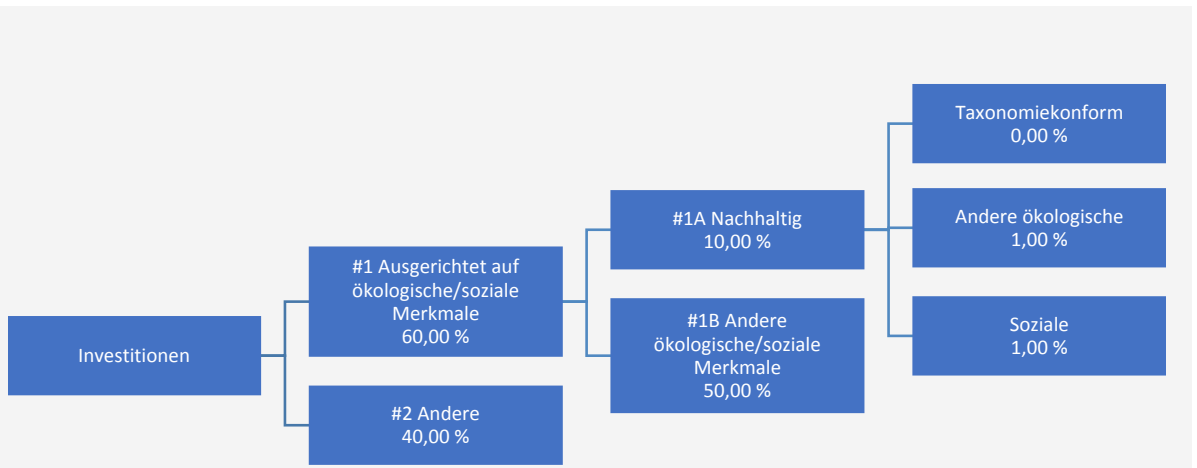 Investitionen
#1 Ausgerichtet auf
ökologische/soziale
Merkmale
60,00 %
#2 Andere
40,00 %
#1A Nachhaltig
10,00 %
#1B Andere
ökologische/soziale
Merkmale
50,00 %
Taxonomiekonform
0,00 %
Andere ökologische
1,00 %
Soziale
1,00 %